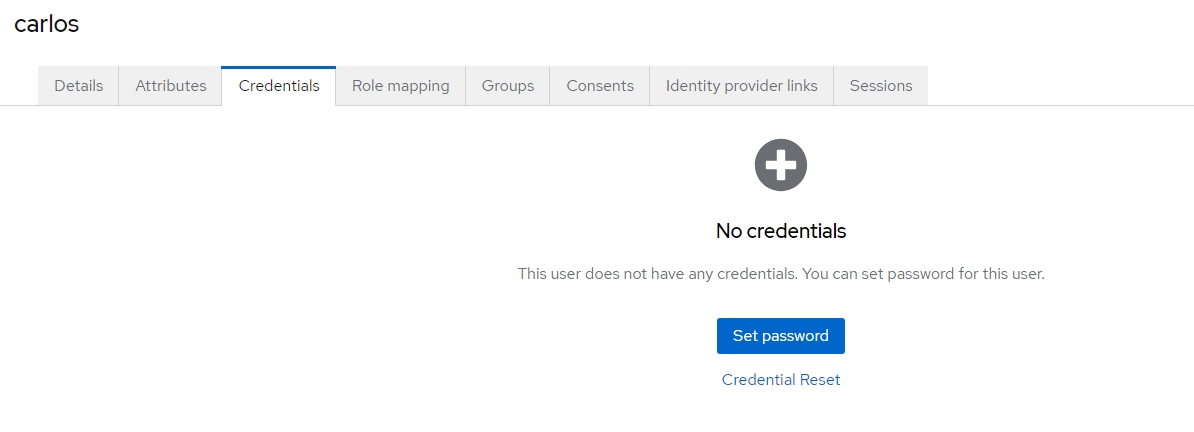 carlos
Details Attributes Credentials Role mapping Groups Consents Identity provider links Sessions
No credentials
This user does not have any credentials. You can set password for this user.
Set password
Credential Reset